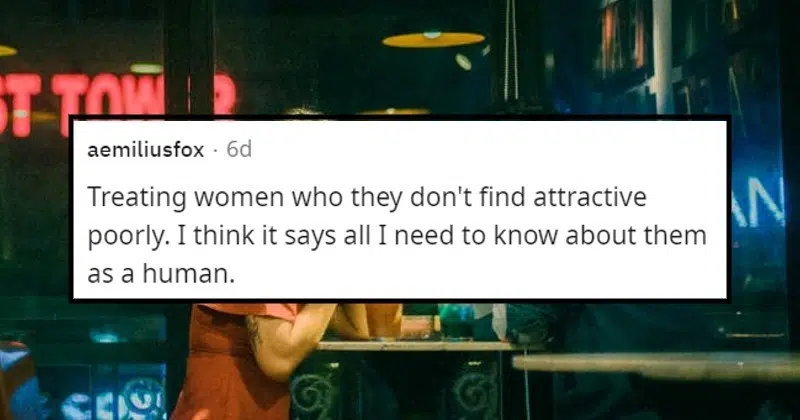 ST TOW
aemiliusfox · 6d
Treating women who they don't find attractive
poorly. I think it says all I need to know about them
as a human.
AN